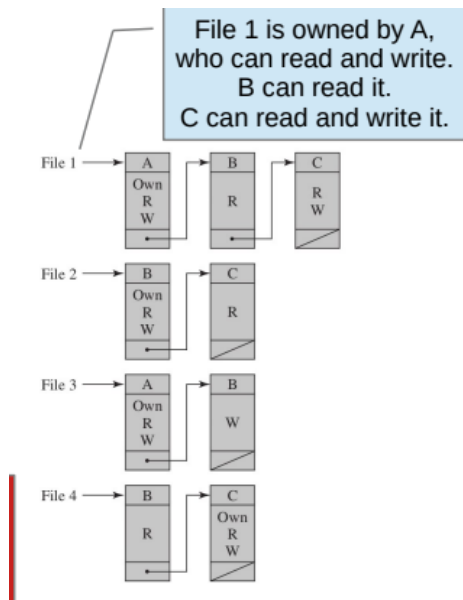 File 1 is owned by A,
who can read and write.
B can read it.
C can read and write it.
File 1
A
Own
R
W
B
R
C
R
W
File 2
B
Own
R
W
C
R
File 3
A
Own
R
W
B
W
File 4
B
R
C
Own
R
W